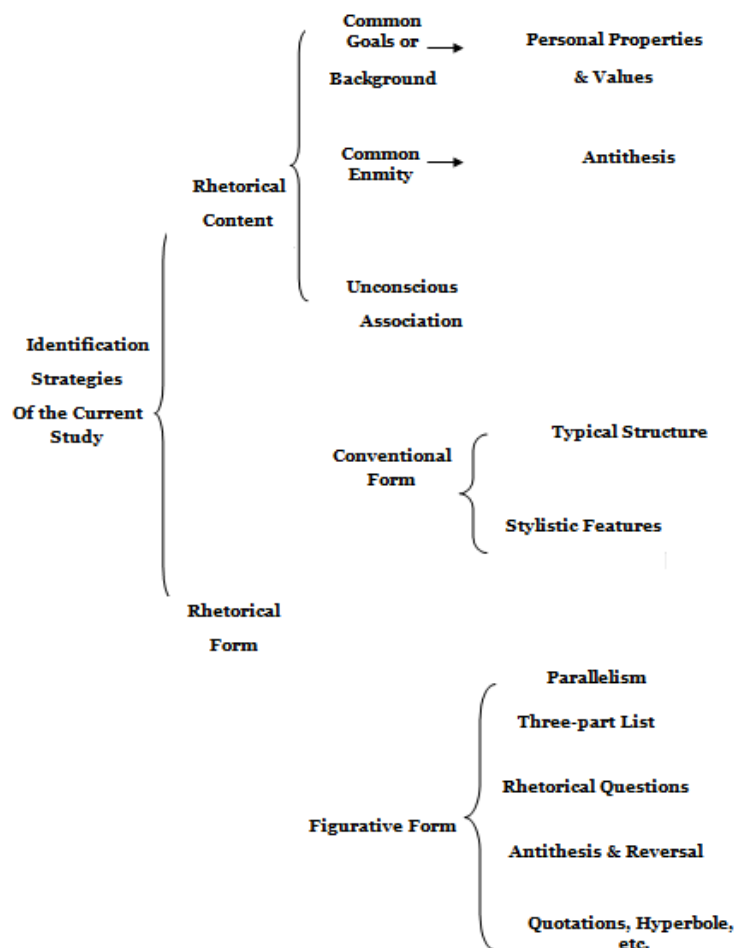 Common
Goals or
Background
Personal Properties
& Values
Common
Enmity
Antithesis
Rhetorical
Content
Unconscious
Association
Identification
Strategies
Of the Current
Study
Typical Structure
Conventional
Form
Stylistic Features
Rhetorical
Form
Parallelism
Three-part List
Rhetorical Questions
Figurative Form
Antithesis & Reversal
Quotations, Hyperbole,
etc.